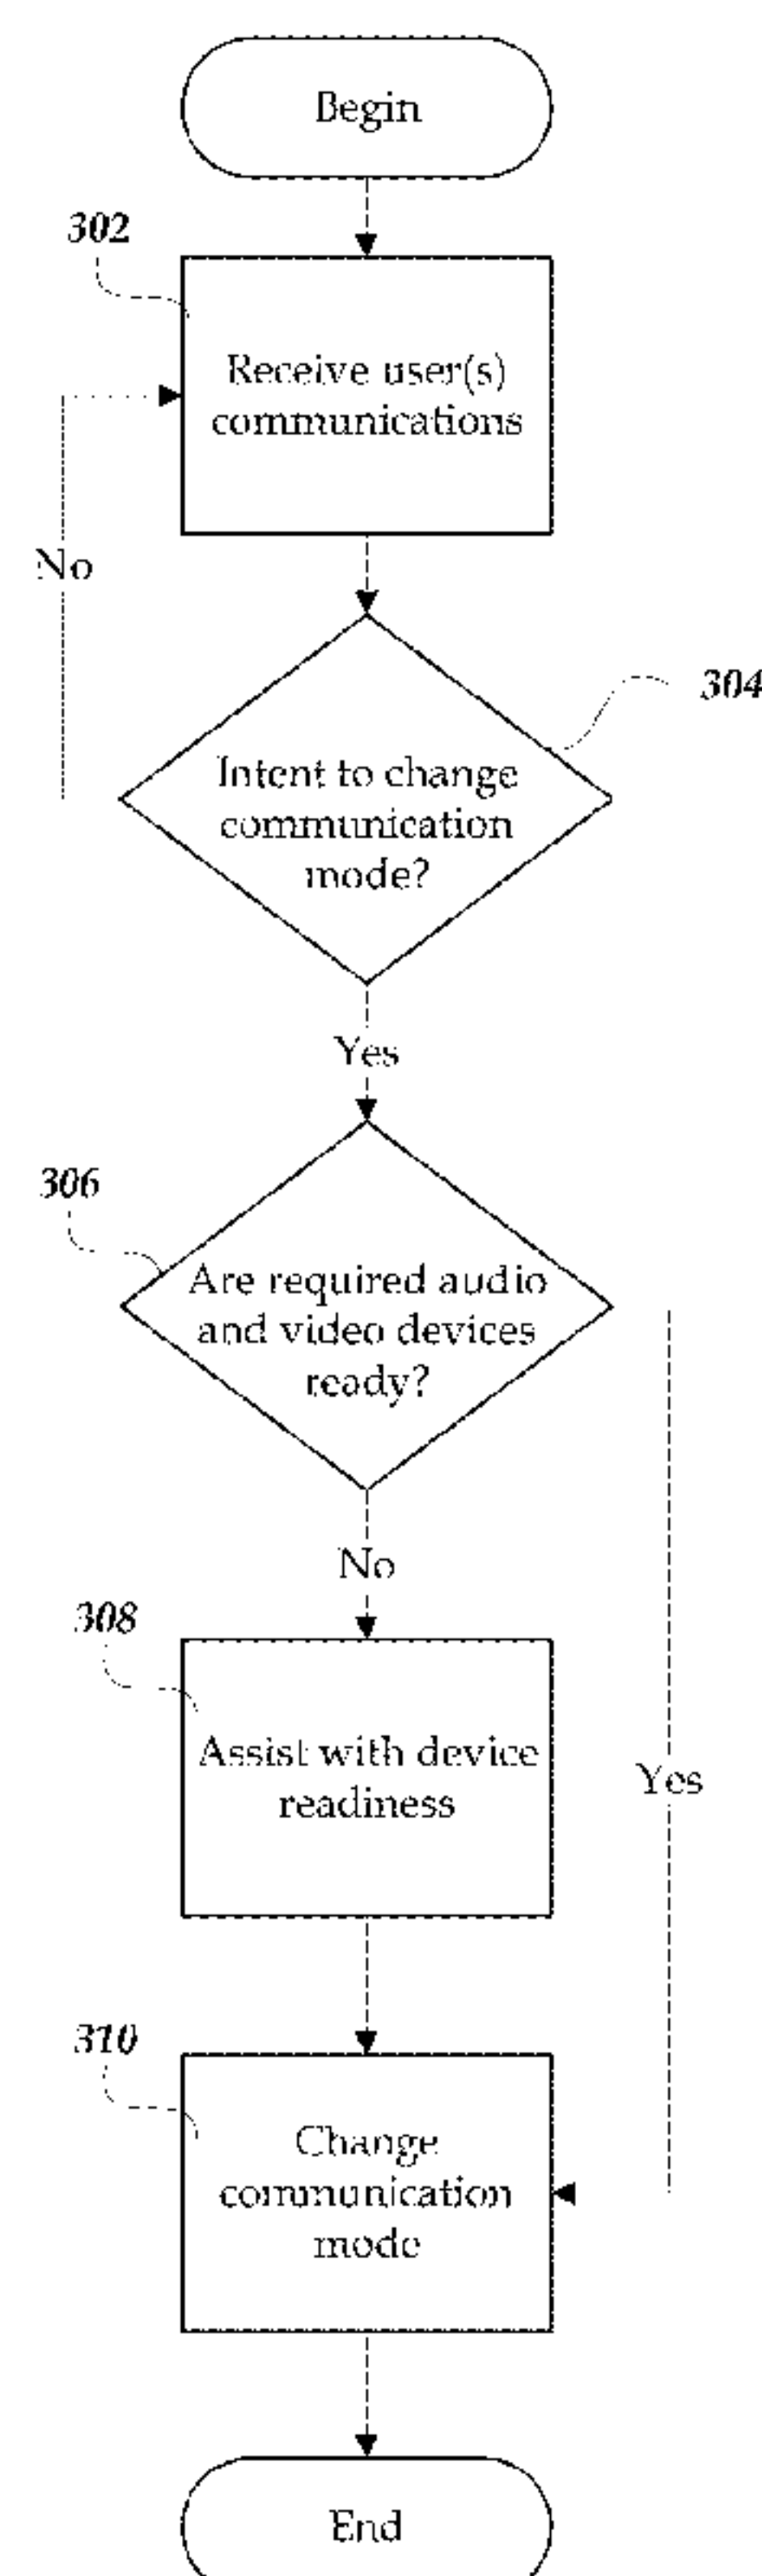 Begin
302
Receive user(s)
communications
No
304
Intent to change
communication
mode?
Yes
306
Are required audio
and video devices
ready?
No
308
Assist with device
readiness
Yes
310
Change
communication
mode
End